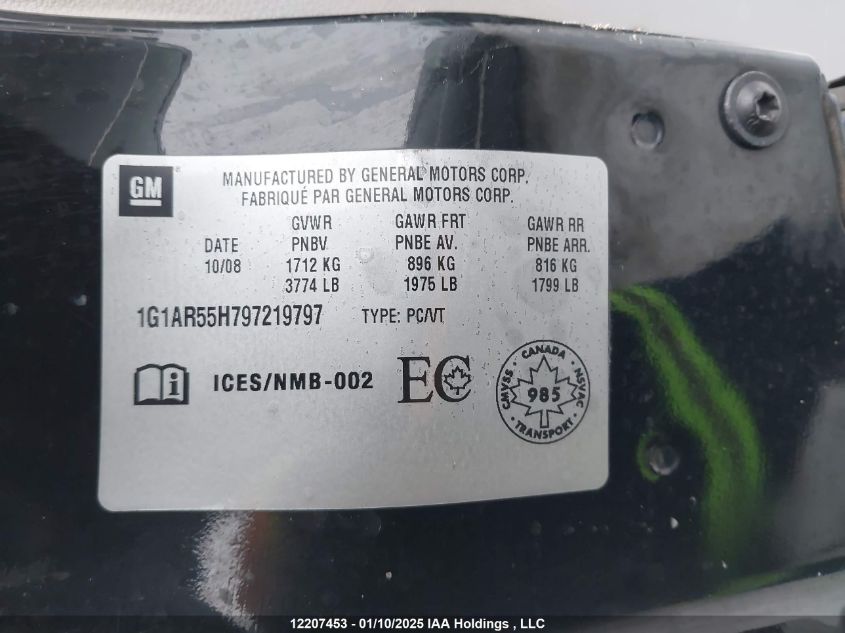 GM
MANUFACTURED BY GENERAL MOTORS CORP.
FABRIQUÉ PAR GENERAL MOTORS CORP.
GVWR GAWR FRT GAWR RR
DATE PNBV PNBE AV. PNBE ARR.
10/08 1712 KG 896 KG 816 KG
3774 LB 1975 LB 1799 LB
1G1AR55H797219797 TYPE: PC/VT
i ICES/NMB-002 EC
CANADA
CMVSS 985 NSVAC
TRANSPORT
12207453 - 01/10/2025 IAA Holdings , LLC